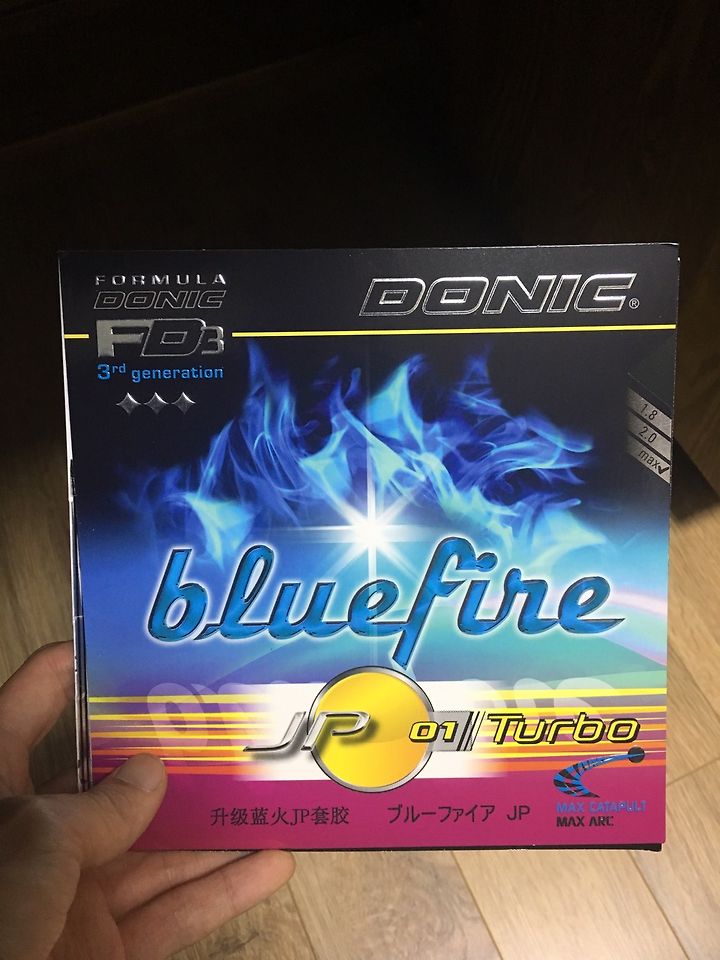 FORMULA
DONIC
FD3
3rd generation
DONIC®
1.8
2.0
max✓
bluefire
JP 01 Turbo
MAX CATAPULT
MAX ARC
升级蓝火JP套胶 ブルーファイア JP